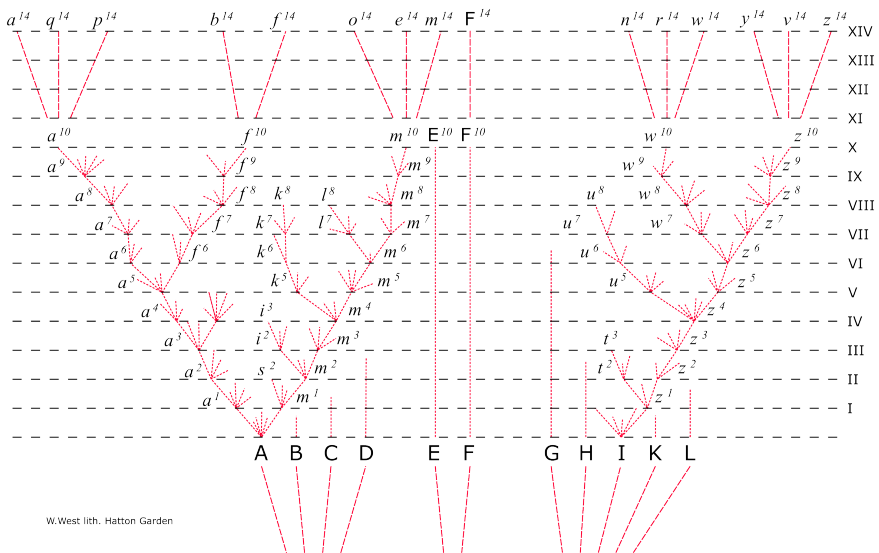 a¹⁴ q¹⁴ p¹⁴ b¹⁴ f¹⁴ o¹⁴ e¹⁴ m¹⁴ F¹⁴ n¹⁴ r¹⁴ w¹⁴ y¹⁴ v¹⁴ z¹⁴ XIV
XIII
XII
XI
a¹⁰ f¹⁰ m¹⁰ E¹⁰ F¹⁰ w¹⁰ z¹⁰ X
a⁹ f⁹ m⁹ w⁹ z⁹ IX
a⁸ f⁸ k⁸ l⁸ m⁸ u⁸ w⁸ z⁸ VIII
a⁷ f⁷ k⁷ l⁷ m⁷ u⁷ w⁷ z⁷ VII
a⁶ f⁶ k⁶ m⁶ u⁶ z⁶ VI
a⁵ k⁵ m⁵ u⁵ z⁵ V
a⁴ i³ m⁴ z⁴ IV
a³ i² m³ t³ z³ III
a² s² m² t² z² II
a¹ m¹ z¹ I
A B C D E F G H I K L
W.West lith. Hatton Garden